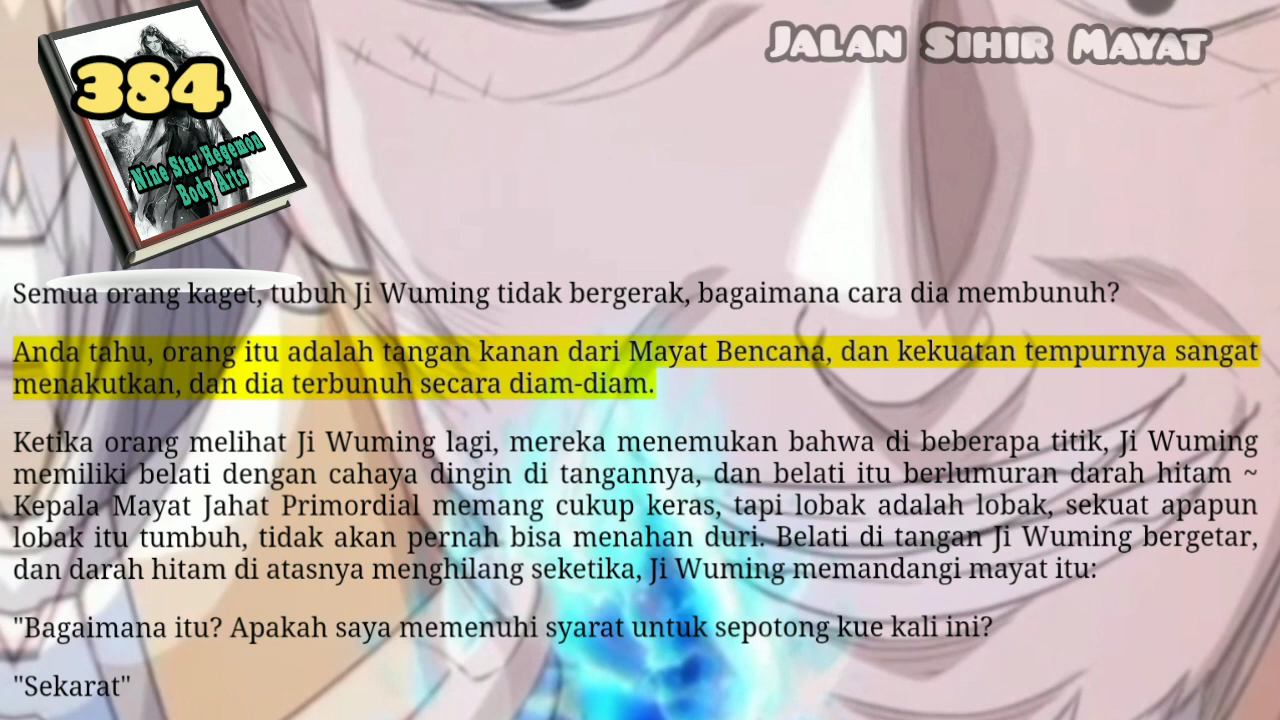 Jalan Sihir Mayat
384
Nine Star Hegemon
Body Arts
Semua orang kaget, tubuh Ji Wuming tidak bergerak, bagaimana cara dia membunuh?
Anda tahu, orang itu adalah tangan kanan dari Mayat Bencana, dan kekuatan tempurnya sangat
menakutkan, dan dia terbunuh secara diam-diam.
Ketika orang melihat Ji Wuming lagi, mereka menemukan bahwa di beberapa titik, Ji Wuming
memiliki belati dengan cahaya dingin di tangannya, dan belati itu berlumuran darah hitam ~
Kepala Mayat Jahat Primordial memang cukup keras, tapi lobak adalah lobak, sekuat apapun
lobak itu tumbuh, tidak akan pernah bisa menahan duri. Belati di tangan Ji Wuming bergetar,
dan darah hitam di atasnya menghilang seketika, Ji Wuming memandangi mayat itu:
"Bagaimana itu? Apakah saya memenuhi syarat untuk sepotong kue kali ini?
"Sekarat"